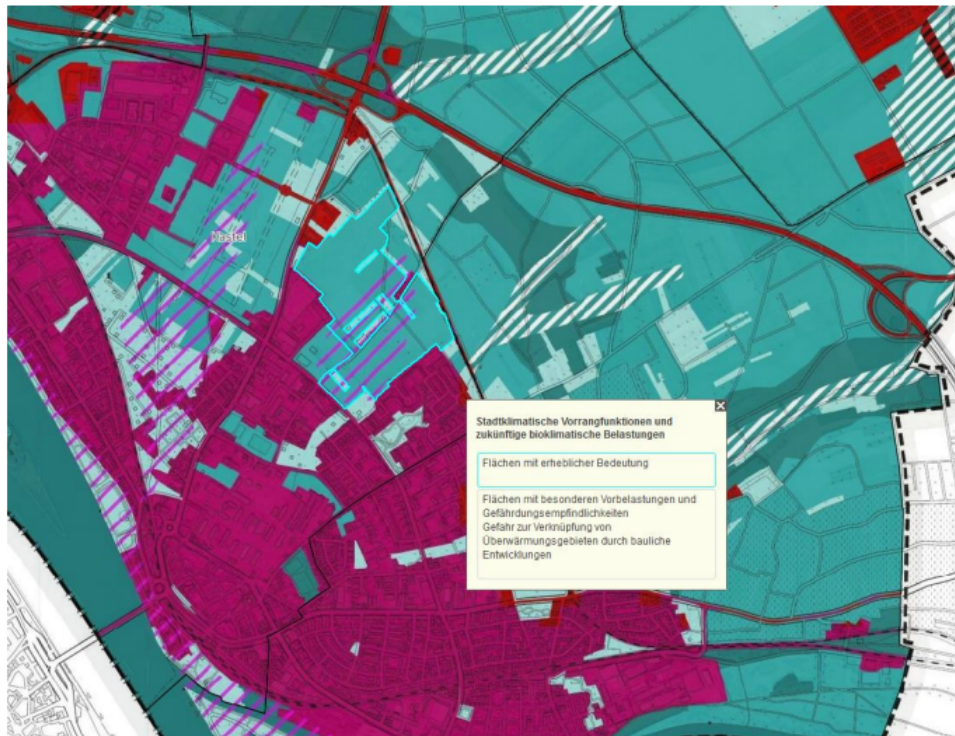 Kastel
Stadtklimatische Vorrangfunktionen und
zukünftige bioklimatische Belastungen
Flächen mit erheblicher Bedeutung
Flächen mit besonderen Vorbelastungen und
Gefährdungsempfindlichkeiten
Gefahr zur Verknüpfung von
Überwärmungsgebieten durch bauliche
Entwicklungen